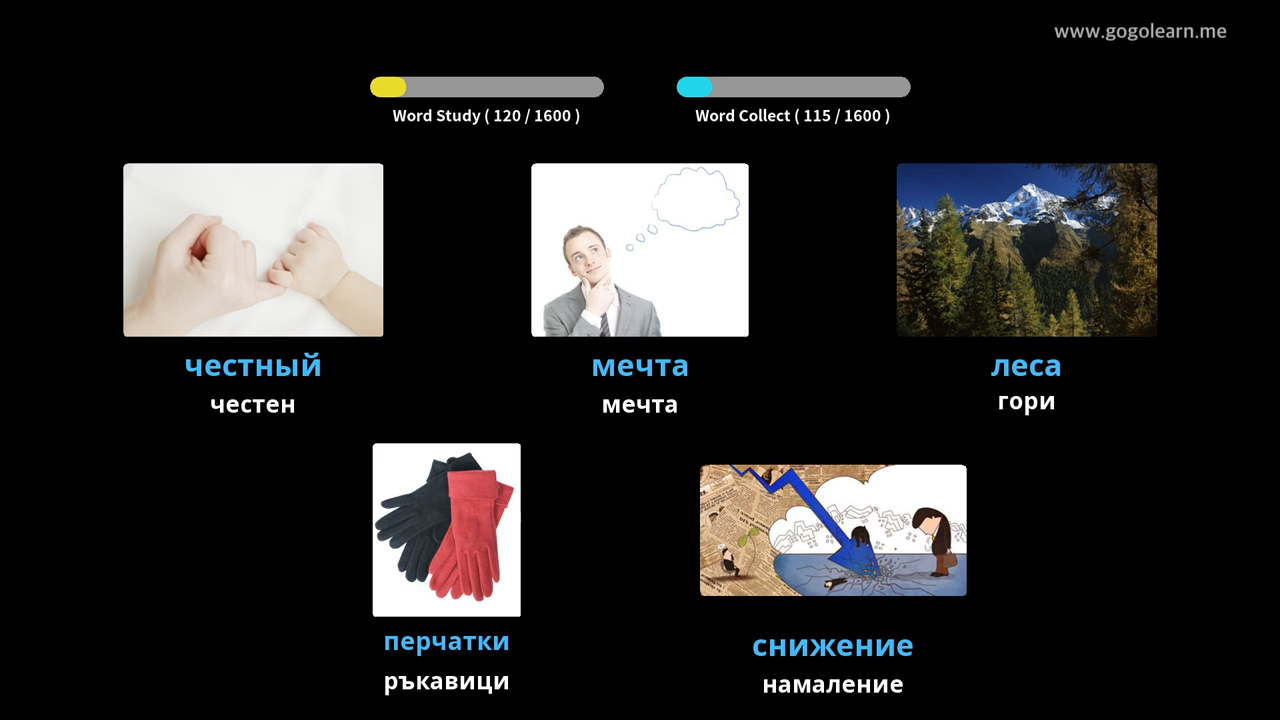 www.gogolearn.me
Word Study ( 120 / 1600 )
Word Collect ( 115 / 1600 )
честный
честен
мечта
мечта
леса
гори
перчатки
ръкавици
снижение
намаление